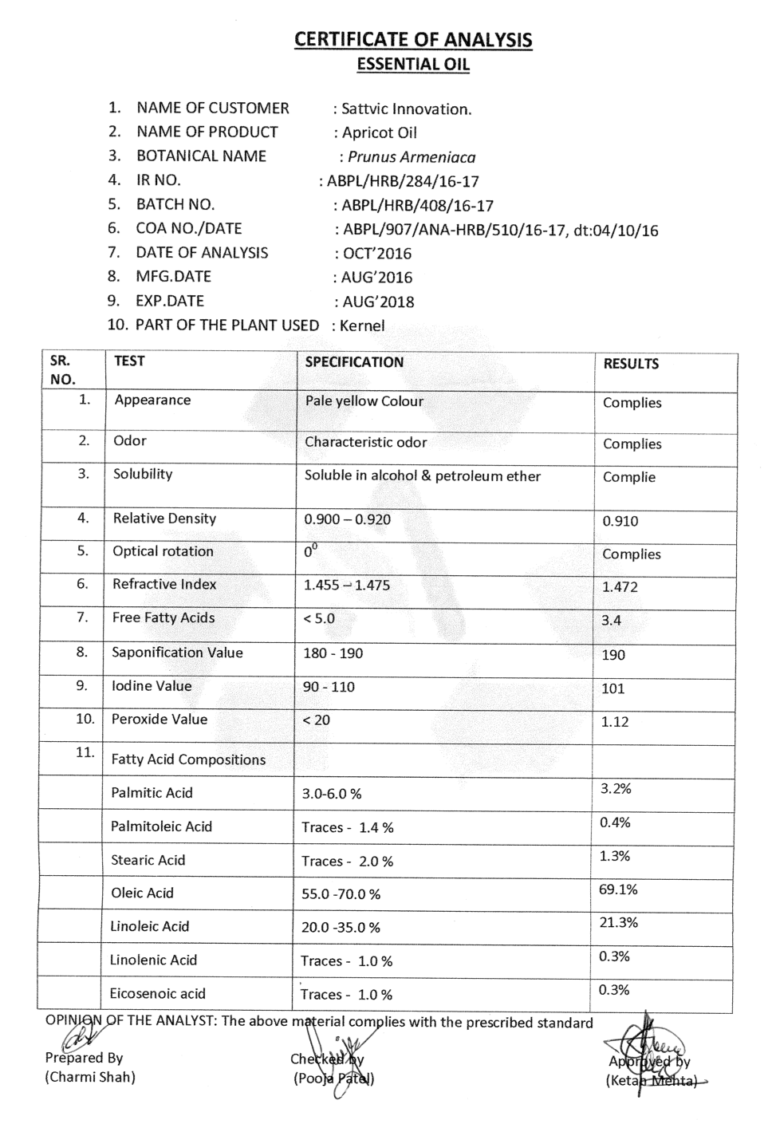 CERTIFICATE OF ANALYSIS
ESSENTIAL OIL
1. NAME OF CUSTOMER : Sattvic Innovation.
2. NAME OF PRODUCT : Apricot Oil
3. BOTANICAL NAME : Prunus Armeniaca
4. IR NO. : ABPL/HRB/284/16-17
5. BATCH NO. : ABPL/HRB/408/16-17
6. COA NO./DATE : ABPL/907/ANA-HRB/510/16-17, dt:04/10/16
7. DATE OF ANALYSIS : OCT'2016
8. MFG.DATE : AUG'2016
9. EXP.DATE : AUG'2018
10. PART OF THE PLANT USED : Kernel
SR. NO. TEST SPECIFICATION RESULTS
1. Appearance Pale yellow Colour Complies
2. Odor Characteristic odor Complies
3. Solubility Soluble in alcohol & petroleum ether Complie
4. Relative Density 0.900 – 0.920 0.910
5. Optical rotation 0⁰ Complies
6. Refractive Index 1.455 – 1.475 1.472
7. Free Fatty Acids < 5.0 3.4
8. Saponification Value 180 - 190 190
9. Iodine Value 90 - 110 101
10. Peroxide Value < 20 1.12
11. Fatty Acid Compositions
Palmitic Acid 3.0-6.0 % 3.2%
Palmitoleic Acid Traces - 1.4 % 0.4%
Stearic Acid Traces - 2.0 % 1.3%
Oleic Acid 55.0 -70.0 % 69.1%
Linoleic Acid 20.0 -35.0 % 21.3%
Linolenic Acid Traces - 1.0 % 0.3%
Eicosenoic acid Traces - 1.0 % 0.3%
OPINION OF THE ANALYST: The above material complies with the prescribed standard
Prepared By Checked by Approved by
(Charmi Shah) (Pooja Patel) (Ketan Mehta)